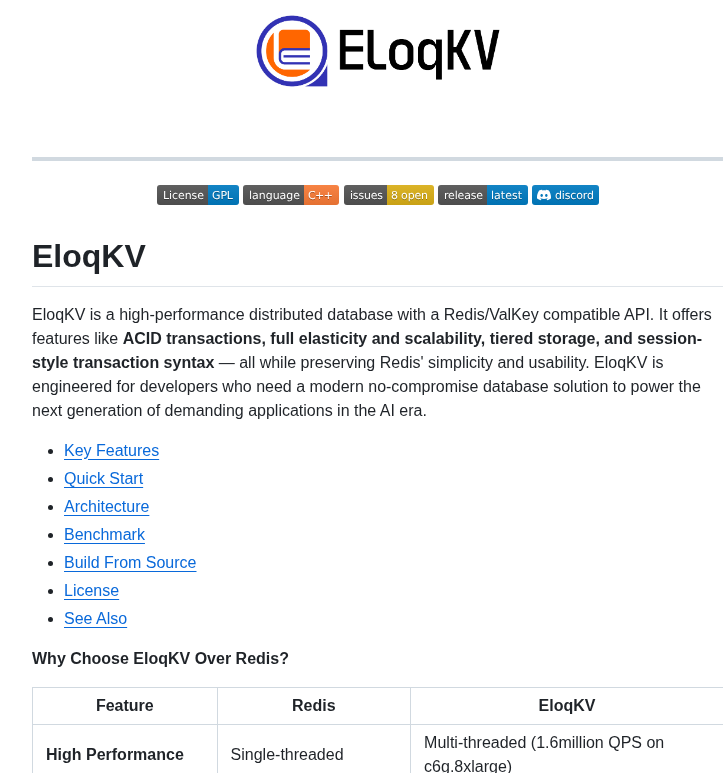 ELoqKV
License GPL language C++ issues 8 open release latest discord
EloqKV
EloqKV is a high-performance distributed database with a Redis/ValKey compatible API. It offers
features like ACID transactions, full elasticity and scalability, tiered storage, and session-
style transaction syntax — all while preserving Redis' simplicity and usability. EloqKV is
engineered for developers who need a modern no-compromise database solution to power the
next generation of demanding applications in the AI era.
Key Features
Quick Start
Architecture
Benchmark
Build From Source
License
See Also
Why Choose EloqKV Over Redis?
Feature Redis EloqKV
High Performance Single-threaded Multi-threaded (1.6million QPS on
c6g.8xlarge)